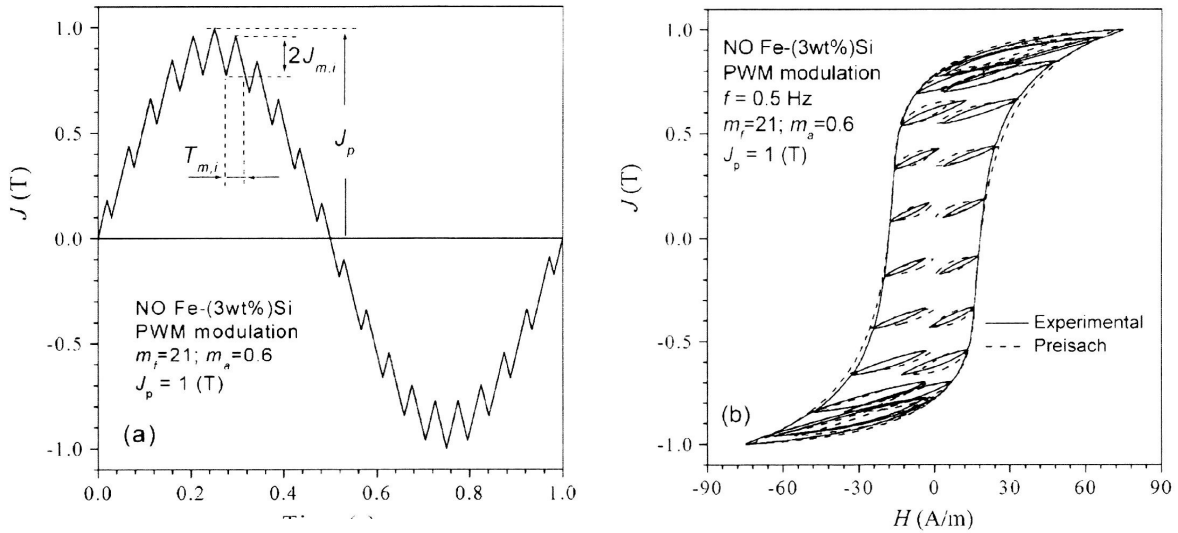 1.0
0.5
0.0
-0.5
-1.0
J (T)
2J_{m,i}
T_{m,i}
J_p
NO Fe-(3wt%)Si
PWM modulation
m_f=21; m_a=0.6
J_p = 1 (T)
(a)
0.0 0.2 0.4 0.6 0.8 1.0
1.0
0.5
0.0
-0.5
-1.0
J (T)
NO Fe-(3wt%)Si
PWM modulation
f = 0.5 Hz
m_f=21; m_a=0.6
J_p = 1 (T)
Experimental
Preisach
(b)
-90 -60 -30 0 30 60 90
H (A/m)